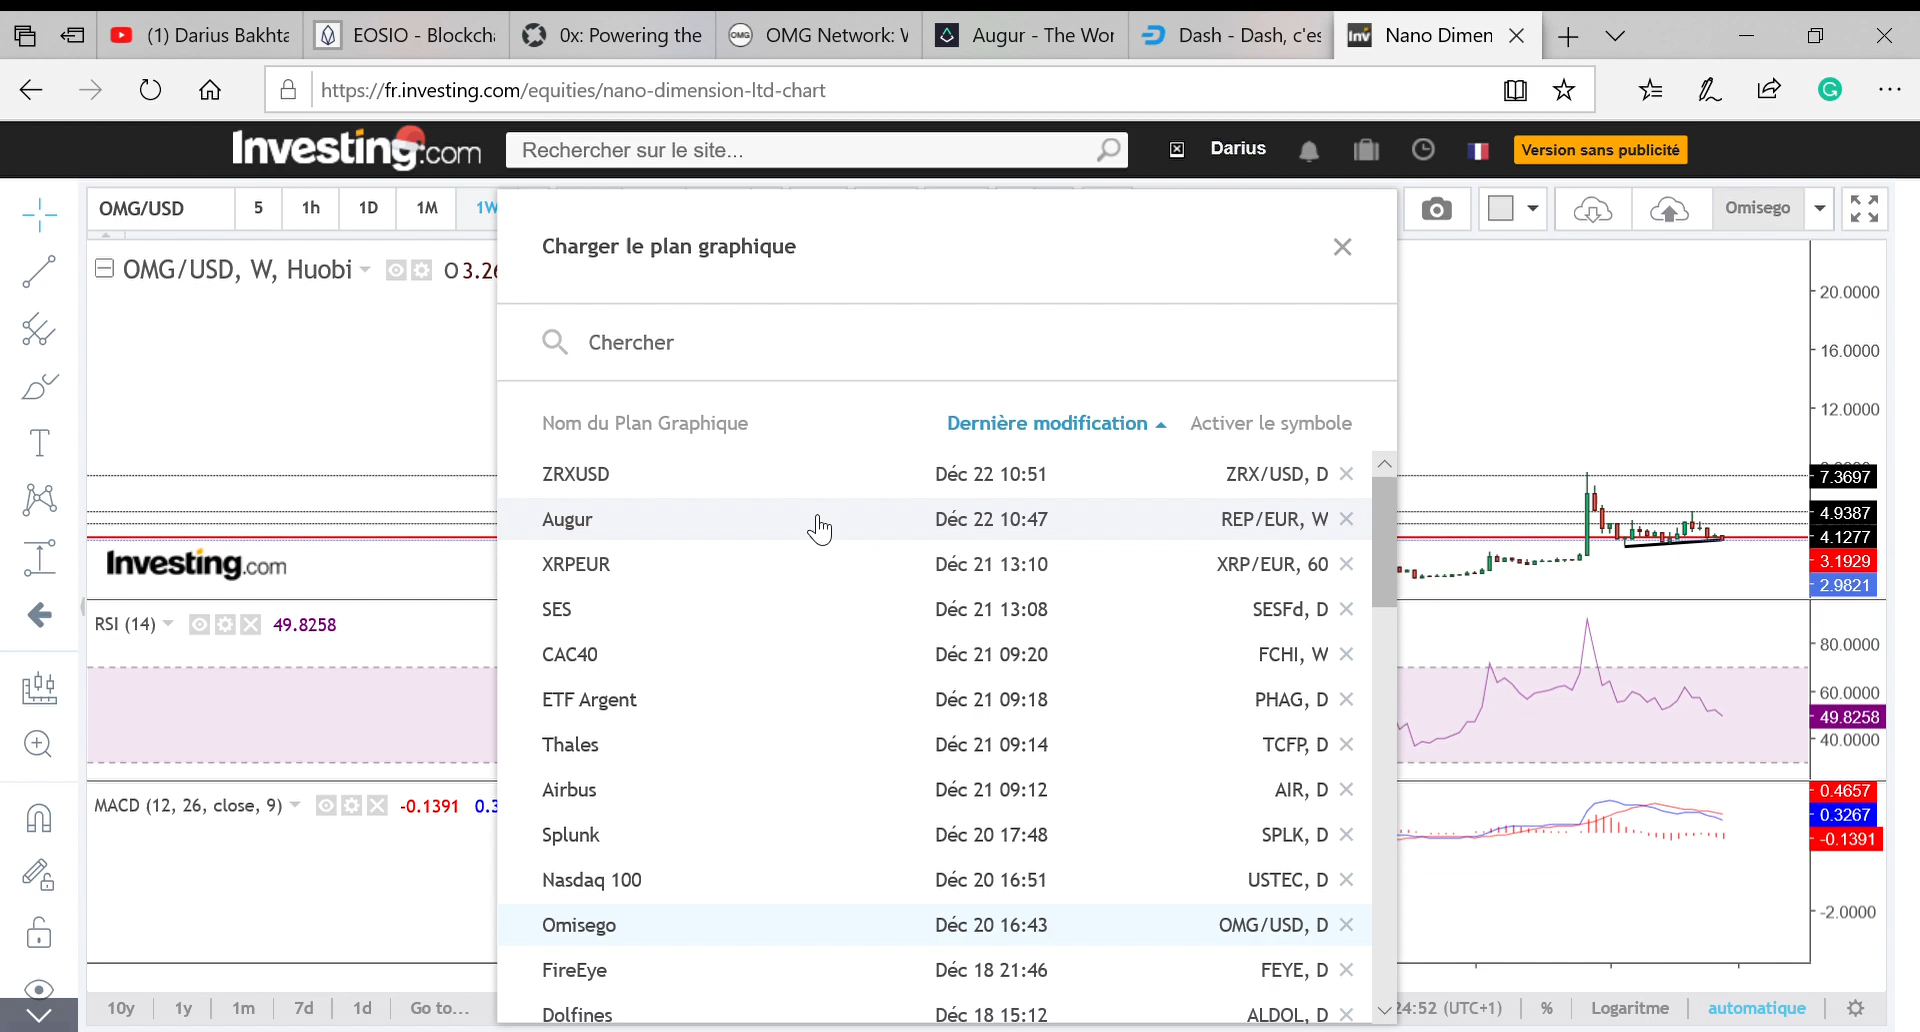 (1) Darius Bakhta
EOSIO - Blockcha
0x: Powering the
OMG Network: V
Augur - The Wor
Dash - Dash, c'es
Nano Dimen
https://fr.investing.com/equities/nano-dimension-ltd-chart
Investing.com
Rechercher sur le site...
Darius
Version sans publicité
OMG/USD
5
1h
1D
1M
1W
Omisego
OMG/USD, W, Huobi
O3.26
Charger le plan graphique
Chercher
Nom du Plan Graphique Dernière modification Activer le symbole
ZRXUSD Déc 22 10:51 ZRX/USD, D
Augur Déc 22 10:47 REP/EUR, W
XRPEUR Déc 21 13:10 XRP/EUR, 60
SES Déc 21 13:08 SESFd, D
CAC40 Déc 21 09:20 FCHI, W
ETF Argent Déc 21 09:18 PHAG, D
Thales Déc 21 09:14 TCFP, D
Airbus Déc 21 09:12 AIR, D
Splunk Déc 20 17:48 SPLK, D
Nasdaq 100 Déc 20 16:51 USTEC, D
Omisego Déc 20 16:43 OMG/USD, D
FireEye Déc 18 21:46 FEYE, D
Dolfines Déc 18 15:12 ALDOL, D
Investing.com
RSI (14) 49.8258
MACD (12, 26, close, 9) -0.1391 0.3
20.0000
16.0000
12.0000
7.3697
4.9387
4.1277
3.1929
2.9821
80.0000
60.0000
49.8258
40.0000
0.4657
0.3267
-0.1391
-2.0000
10y
1y
1m
7d
1d
Go to...
24:52 (UTC+1)
%
Logaritme
automatique